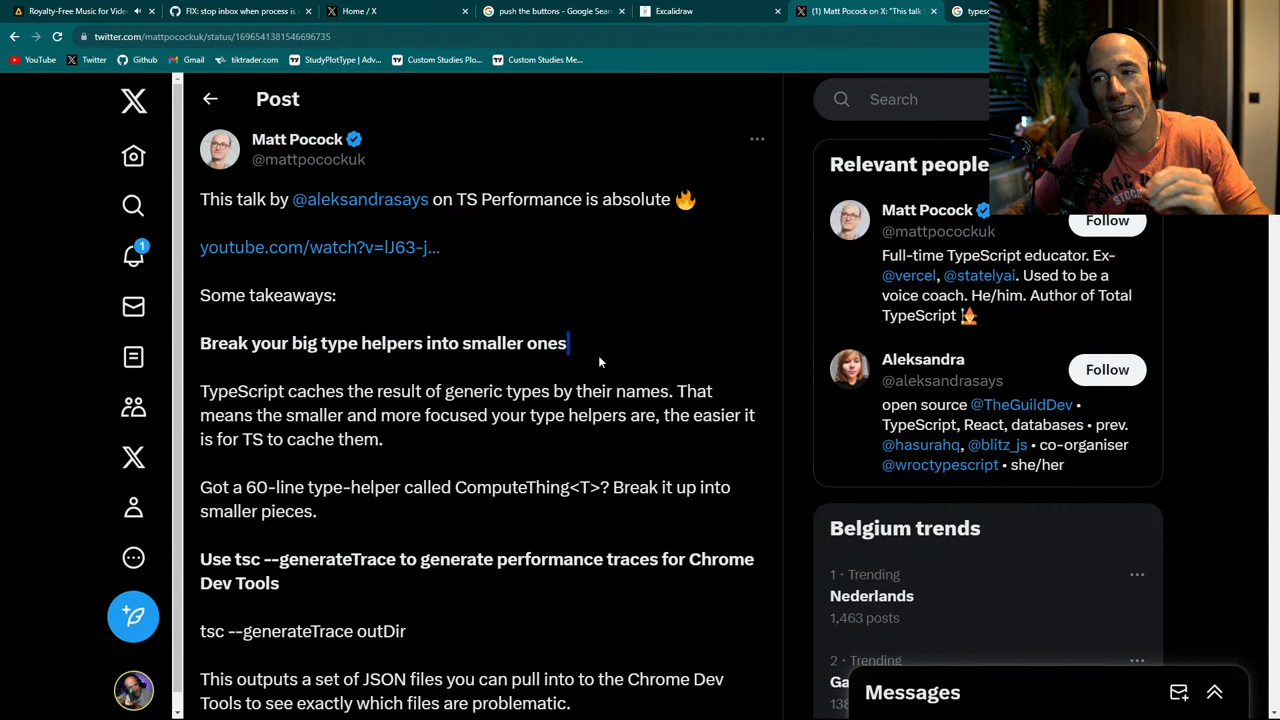 Royalty-Free Music for Video
FIX: stop inbox when process is
Home / X
push the buttons - Google Sear
Excalidraw
(1) Matt Pocock on X: "This talk
types
twitter.com/mattpocockuk/status/1696541381546696735
YouTube
Twitter
Github
Gmail
tiktrader.com
StudyPlotType | Adv...
Custom Studies Plo...
Custom Studies Me...
Post
Search
Matt Pocock
@mattpocockuk
This talk by @aleksandrasays on TS Performance is absolute 🔥
youtube.com/watch?v=lJ63-j...
Some takeaways:
Break your big type helpers into smaller ones
TypeScript caches the result of generic types by their names. That
means the smaller and more focused your type helpers are, the easier it
is for TS to cache them.
Got a 60-line type-helper called ComputeThing<T>? Break it up into
smaller pieces.
Use tsc --generateTrace to generate performance traces for Chrome
Dev Tools
tsc --generateTrace outDir
This outputs a set of JSON files you can pull into to the Chrome Dev
Tools to see exactly which files are problematic.
1
Relevant people
Matt Pocock
@mattpocockuk
Follow
Full-time TypeScript educator. Ex-
@vercel, @statelyai. Used to be a
voice coach. He/him. Author of Total
TypeScript
Aleksandra
@aleksandrasays
Follow
open source @TheGuildDev •
TypeScript, React, databases • prev.
@hasurahq, @blitz_js • co-organiser
@wroctypescript • she/her
Belgium trends
1 · Trending
Nederlands
1,463 posts
2 · Trending
Ga
138
Messages